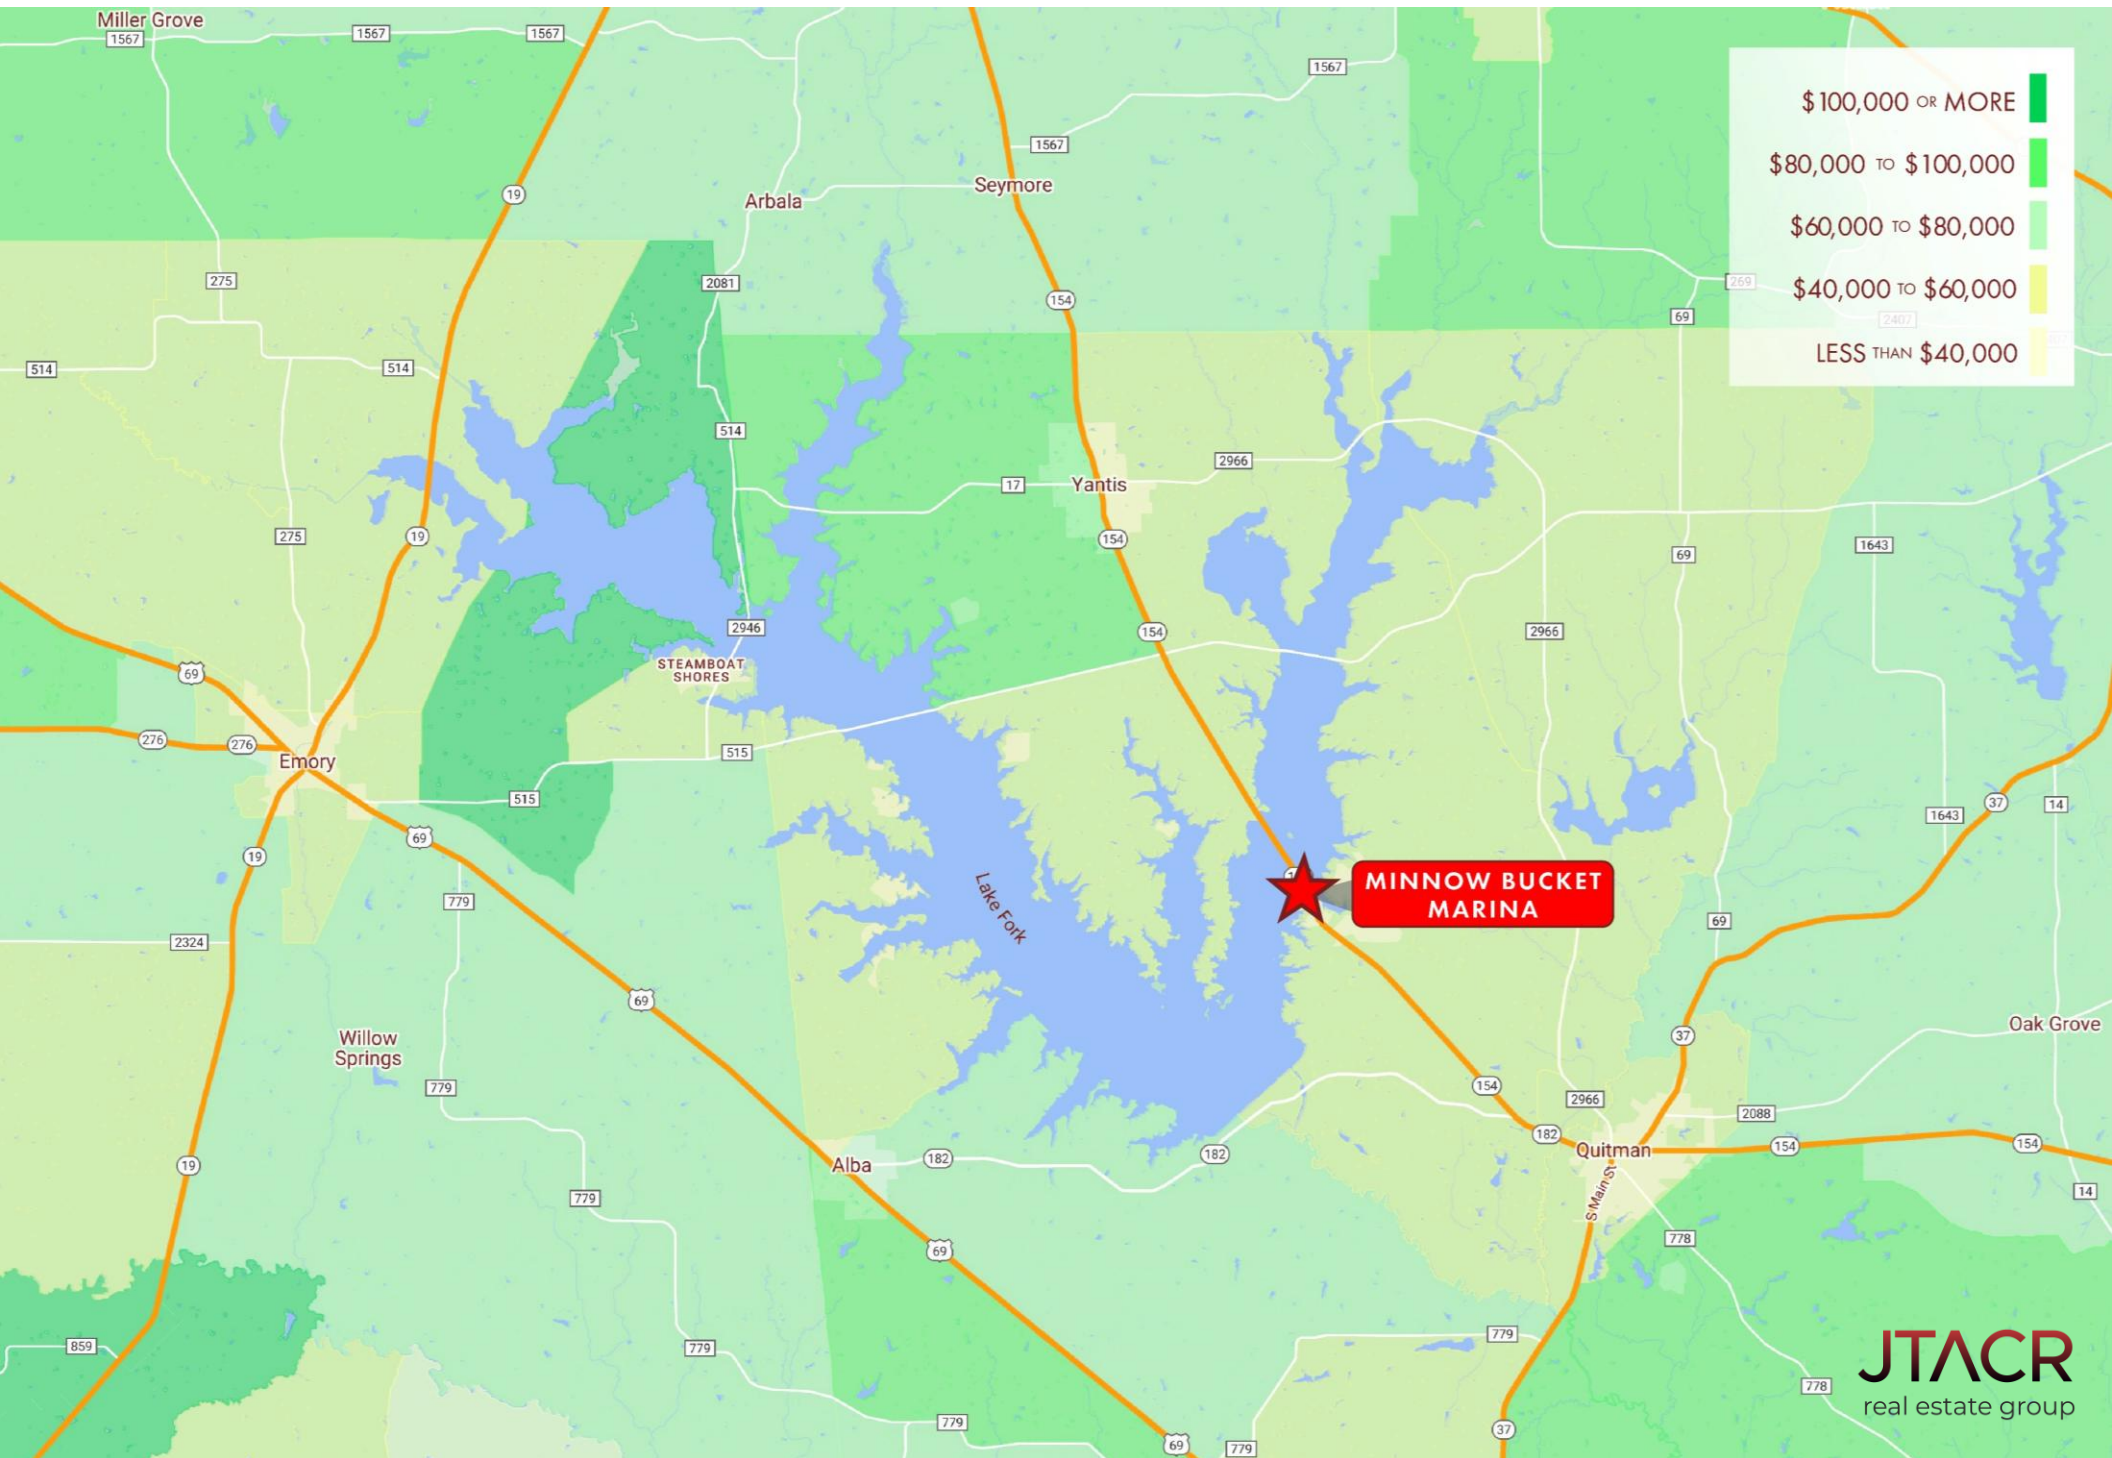 Miller Grove
1567
1567
1567
1567
$100,000 OR MORE
1567
$80,000 TO $100,000
Seymore
19
Arbala
$60,000 TO $80,000
275
2081
269
$40,000 TO $60,000
154
69
2407
LESS THAN $40,000
514
514
514
2966
17
Yantis
275
19
154
1643
69
2946
154
2966
STEAMBOAT
SHORES
69
276
276
515
Emory
515
37
14
1643
69
19
Lake Fork
MINNOW BUCKET
MARINA
779
69
2324
69
Oak Grove
Willow
Springs
37
779
154
2966
2088
182
154
154
Quitman
182
182
Alba
19
S Main St
14
779
778
69
779
859
779
JTACR
real estate group
778
779
37
69
779